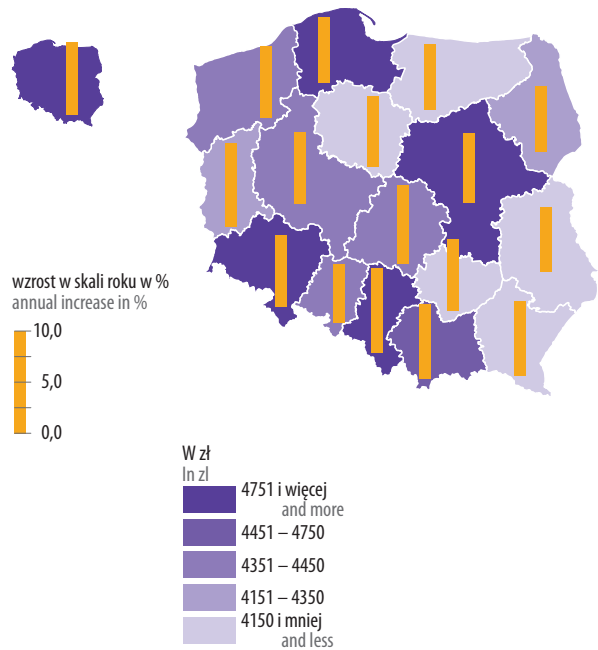 wzrost w skali roku w %
annual increase in %
10,0
5,0
0,0
W zł
In zl
4751 i więcej
and more
4451 – 4750
4351 – 4450
4151 – 4350
4150 i mniej
and less